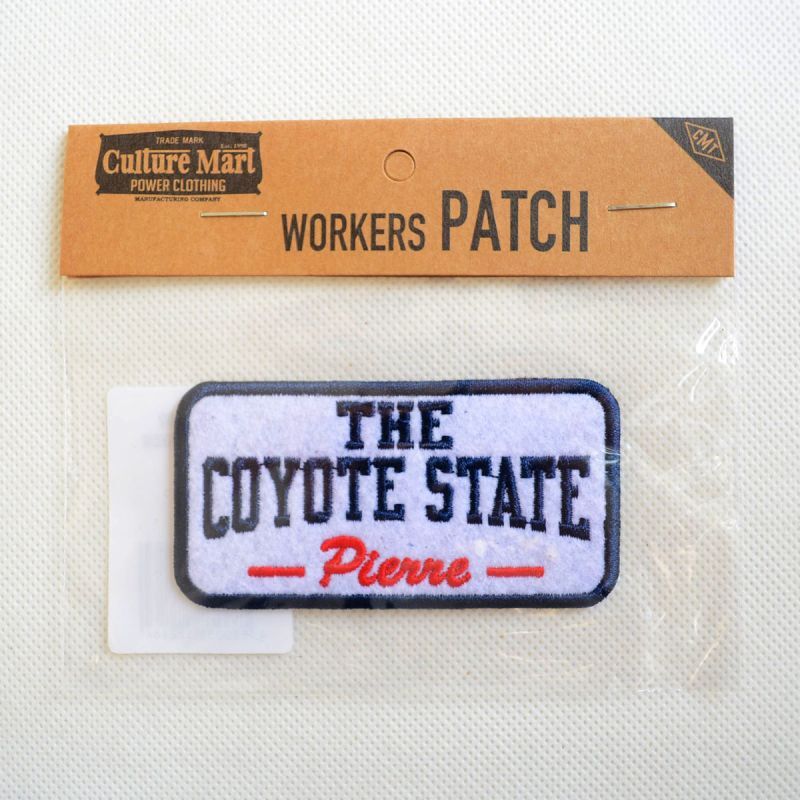 TRADE MARK
Est. 1998
Culture Mart
POWER CLOTHING
MANUFACTURING COMPANY
CMT
WORKERS PATCH
THE
COYOTE STATE
Pierre